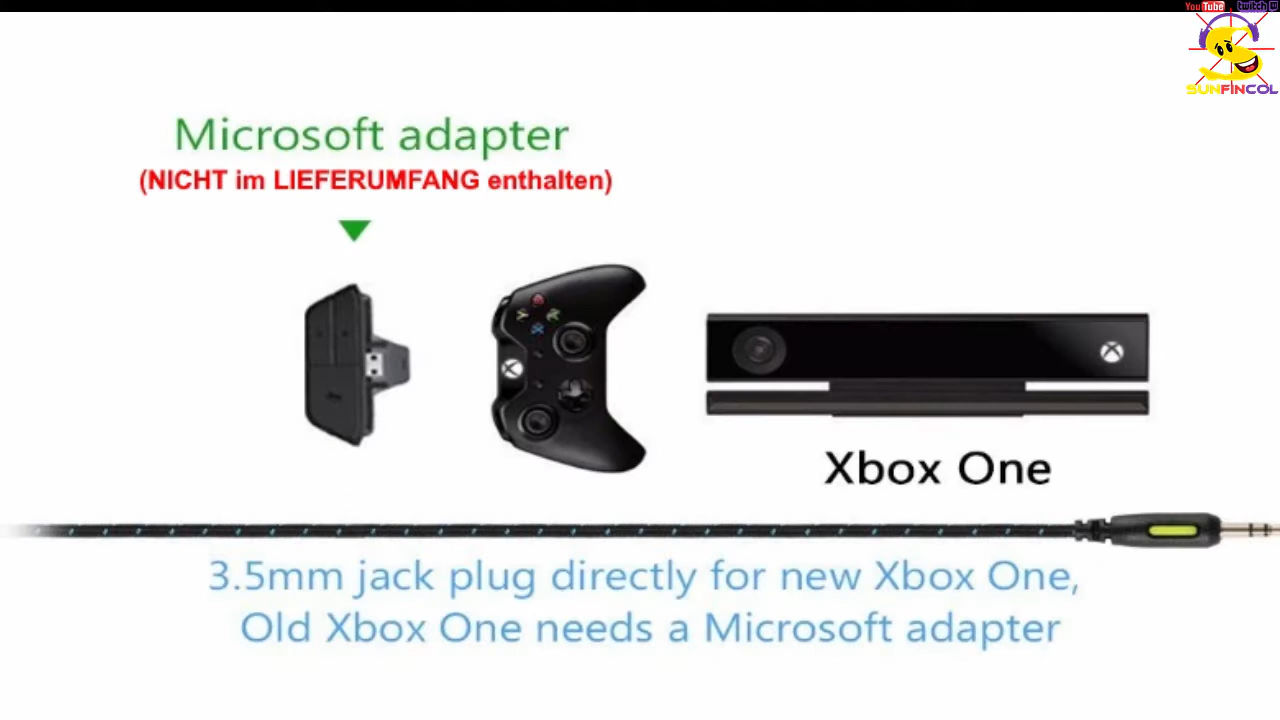 YouTube , twitch
SUNFINCOL
Microsoft adapter
(NICHT im LIEFERUMFANG enthalten)
Xbox One
3.5mm jack plug directly for new Xbox One,
Old Xbox One needs a Microsoft adapter